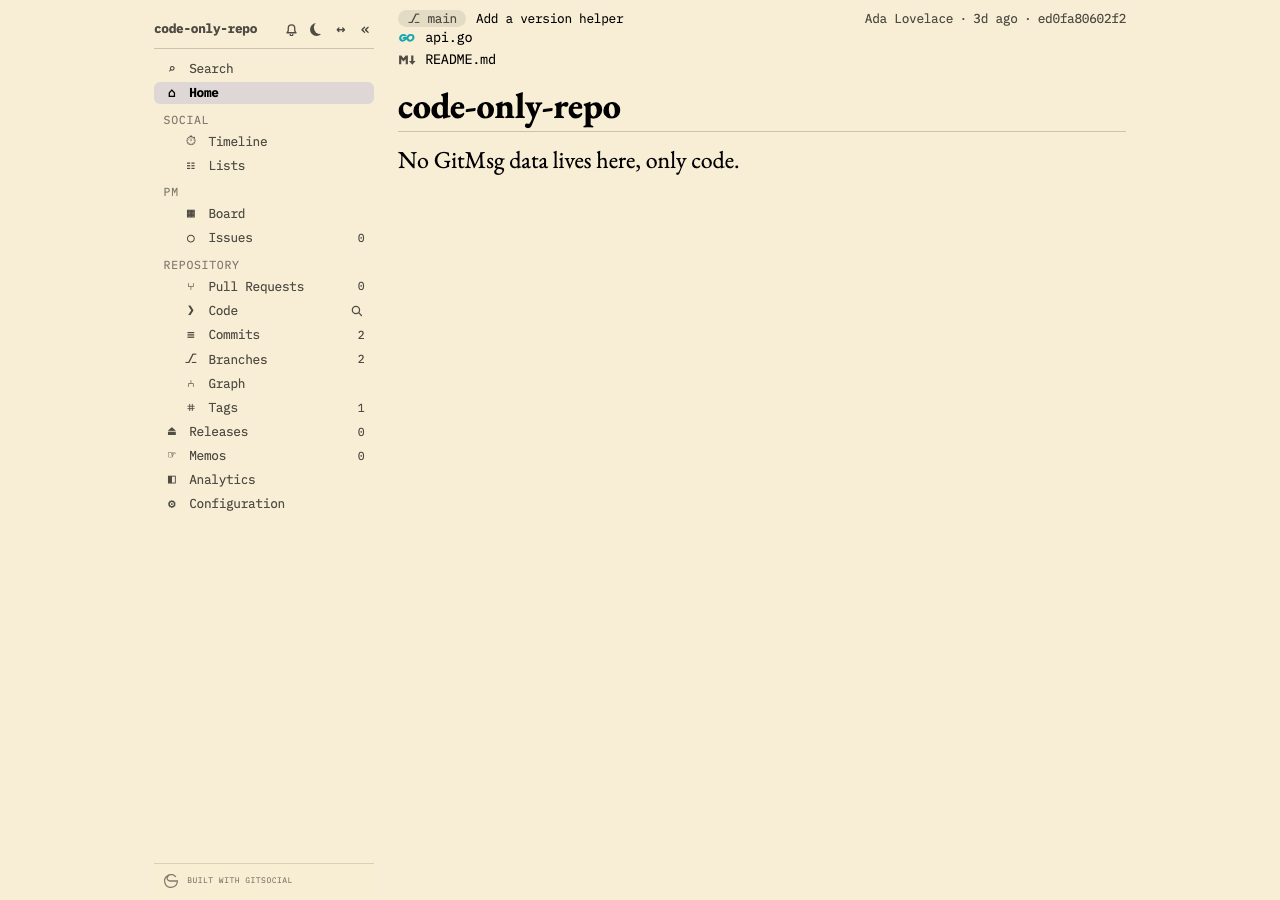 code-only-repo
Search
Home
SOCIAL
Timeline
Lists
PM
Board
Issues 0
REPOSITORY
Pull Requests 0
Code
Commits 2
Branches 2
Graph
Tags 1
Releases 0
Memos 0
Analytics
Configuration
BUILT WITH GITSOCIAL
main Add a version helper Ada Lovelace · 3d ago · ed0fa80602f2
GO api.go
M↓ README.md
code-only-repo
No GitMsg data lives here, only code.